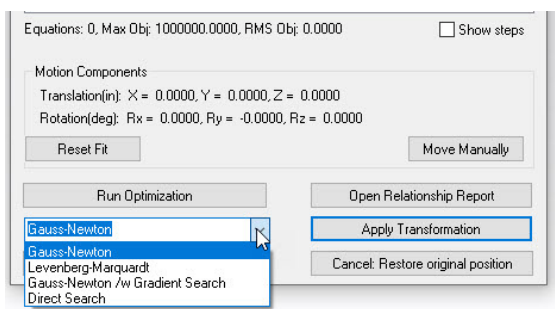 Equations: 0, Max Obj: 1000000.0000, RMS Obj: 0.0000
Show steps
Motion Components
Translation(in): X = 0.0000, Y = 0.0000, Z = 0.0000
Rotation(deg): Rx = 0.0000, Ry = -0.0000, Rz = 0.0000
Reset Fit
Move Manually
Run Optimization
Open Relationship Report
Gauss-Newton
Apply Transformation
Gauss-Newton
Levenberg-Marquardt
Gauss-Newton /w Gradient Search
Direct Search
Cancel: Restore original position